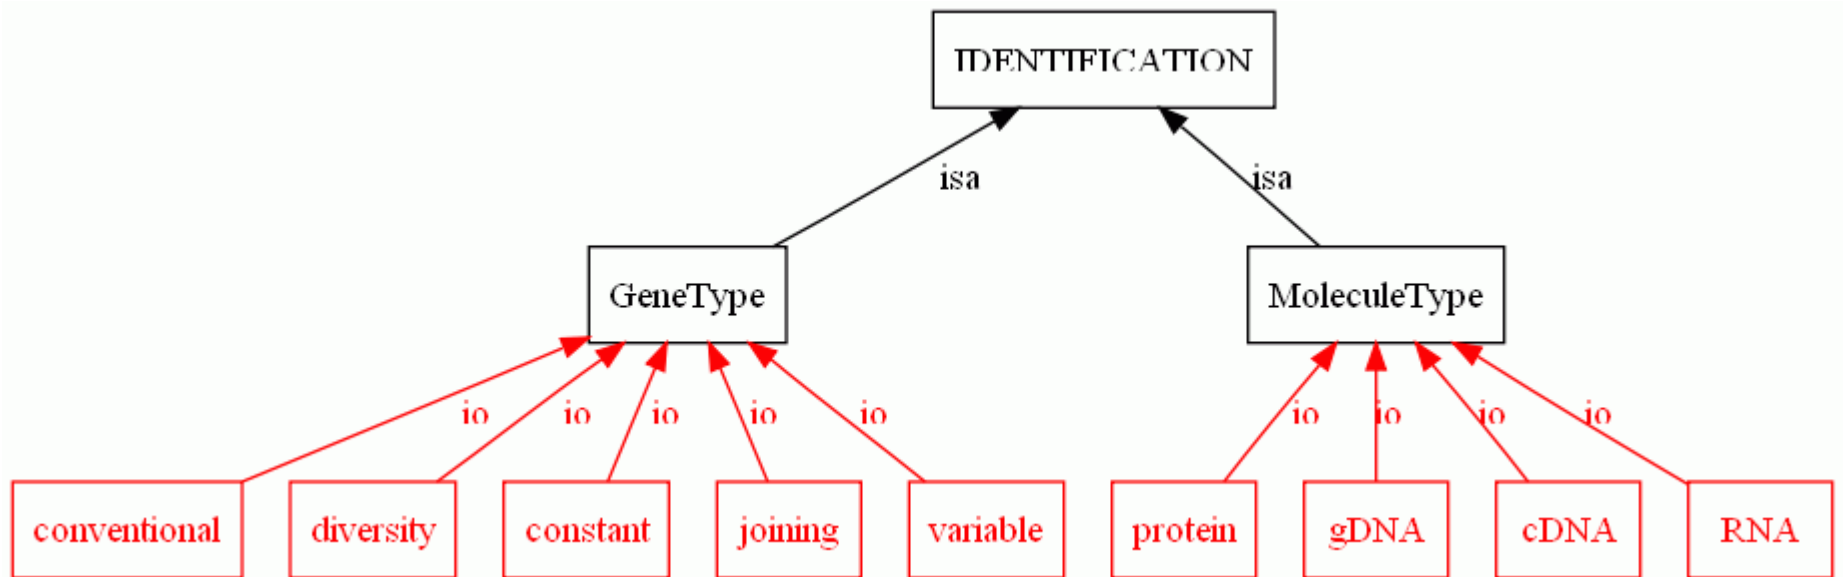 IDENTIFICATION
isa isa
GeneType MoleculeType
io io io io io io io io io
conventional diversity constant joining variable protein gDNA cDNA RNA